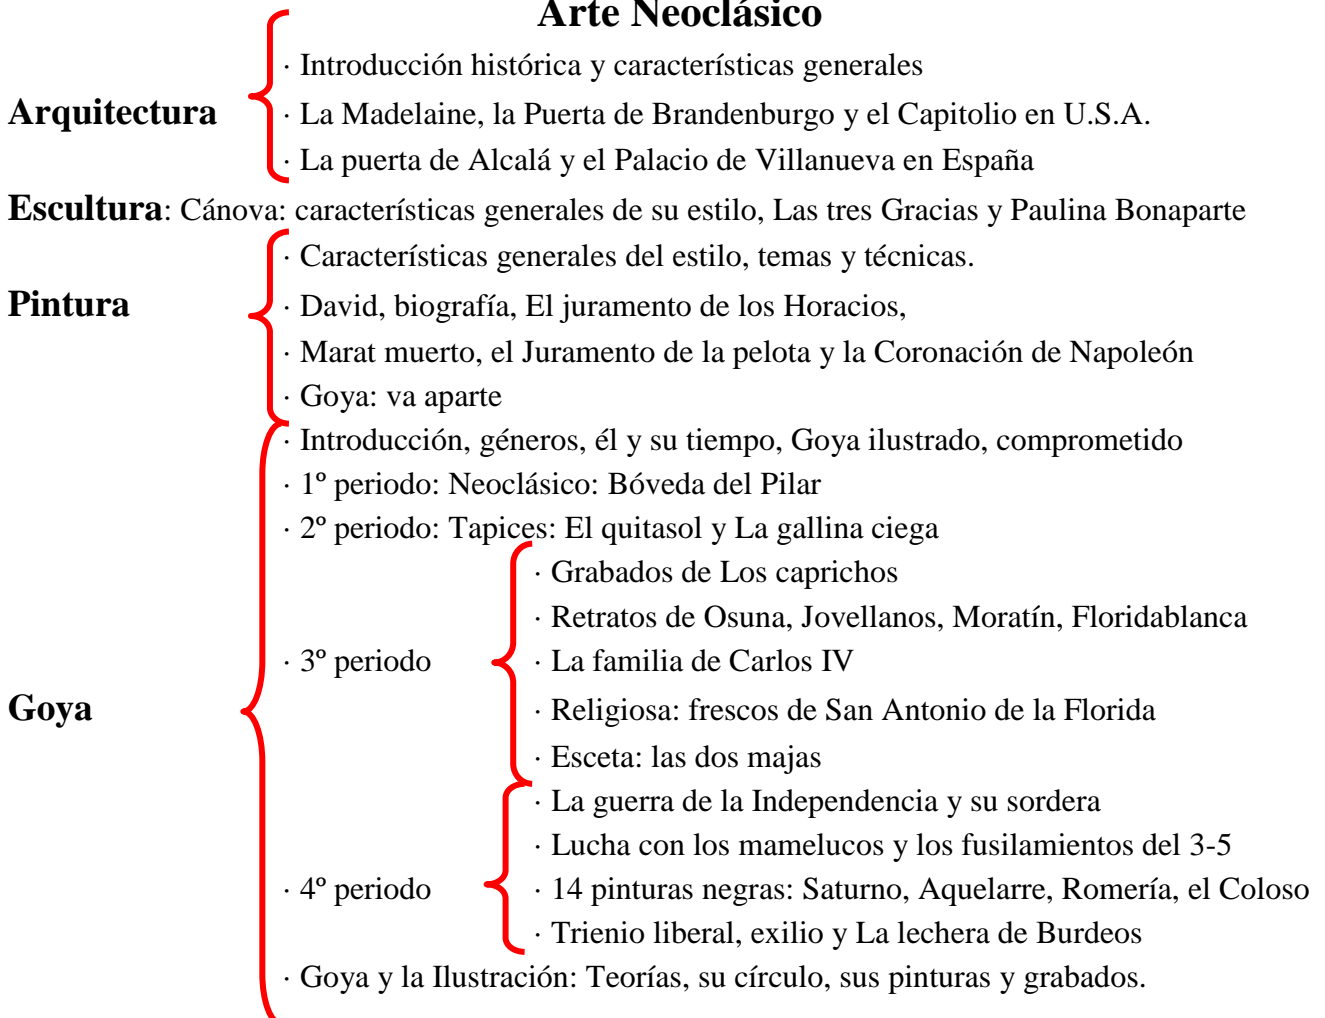 Arte Neoclásico
· Introducción histórica y características generales
Arquitectura · La Madelaine, la Puerta de Brandenburgo y el Capitolio en U.S.A.
· La puerta de Alcalá y el Palacio de Villanueva en España
Escultura: Cánova: características generales de su estilo, Las tres Gracias y Paulina Bonaparte
· Características generales del estilo, temas y técnicas.
Pintura · David, biografía, El juramento de los Horacios,
· Marat muerto, el Juramento de la pelota y la Coronación de Napoleón
· Goya: va aparte
· Introducción, géneros, él y su tiempo, Goya ilustrado, comprometido
· 1º periodo: Neoclásico: Bóveda del Pilar
· 2º periodo: Tapices: El quitasol y La gallina ciega
· Grabados de Los caprichos
· Retratos de Osuna, Jovellanos, Moratín, Floridablanca
· 3º periodo · La familia de Carlos IV
Goya · Religiosa: frescos de San Antonio de la Florida
· Esceta: las dos majas
· La guerra de la Independencia y su sordera
· Lucha con los mamelucos y los fusilamientos del 3-5
· 4º periodo · 14 pinturas negras: Saturno, Aquelarre, Romería, el Coloso
· Trienio liberal, exilio y La lechera de Burdeos
· Goya y la Ilustración: Teorías, su círculo, sus pinturas y grabados.